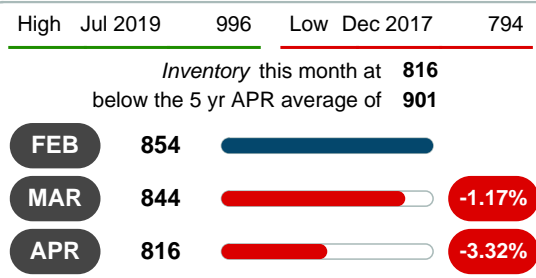 High Jul 2019 996 Low Dec 2017 794
Inventory this month at 816
below the 5 yr APR average of 901
FEB 854
MAR 844 -1.17%
APR 816 -3.32%